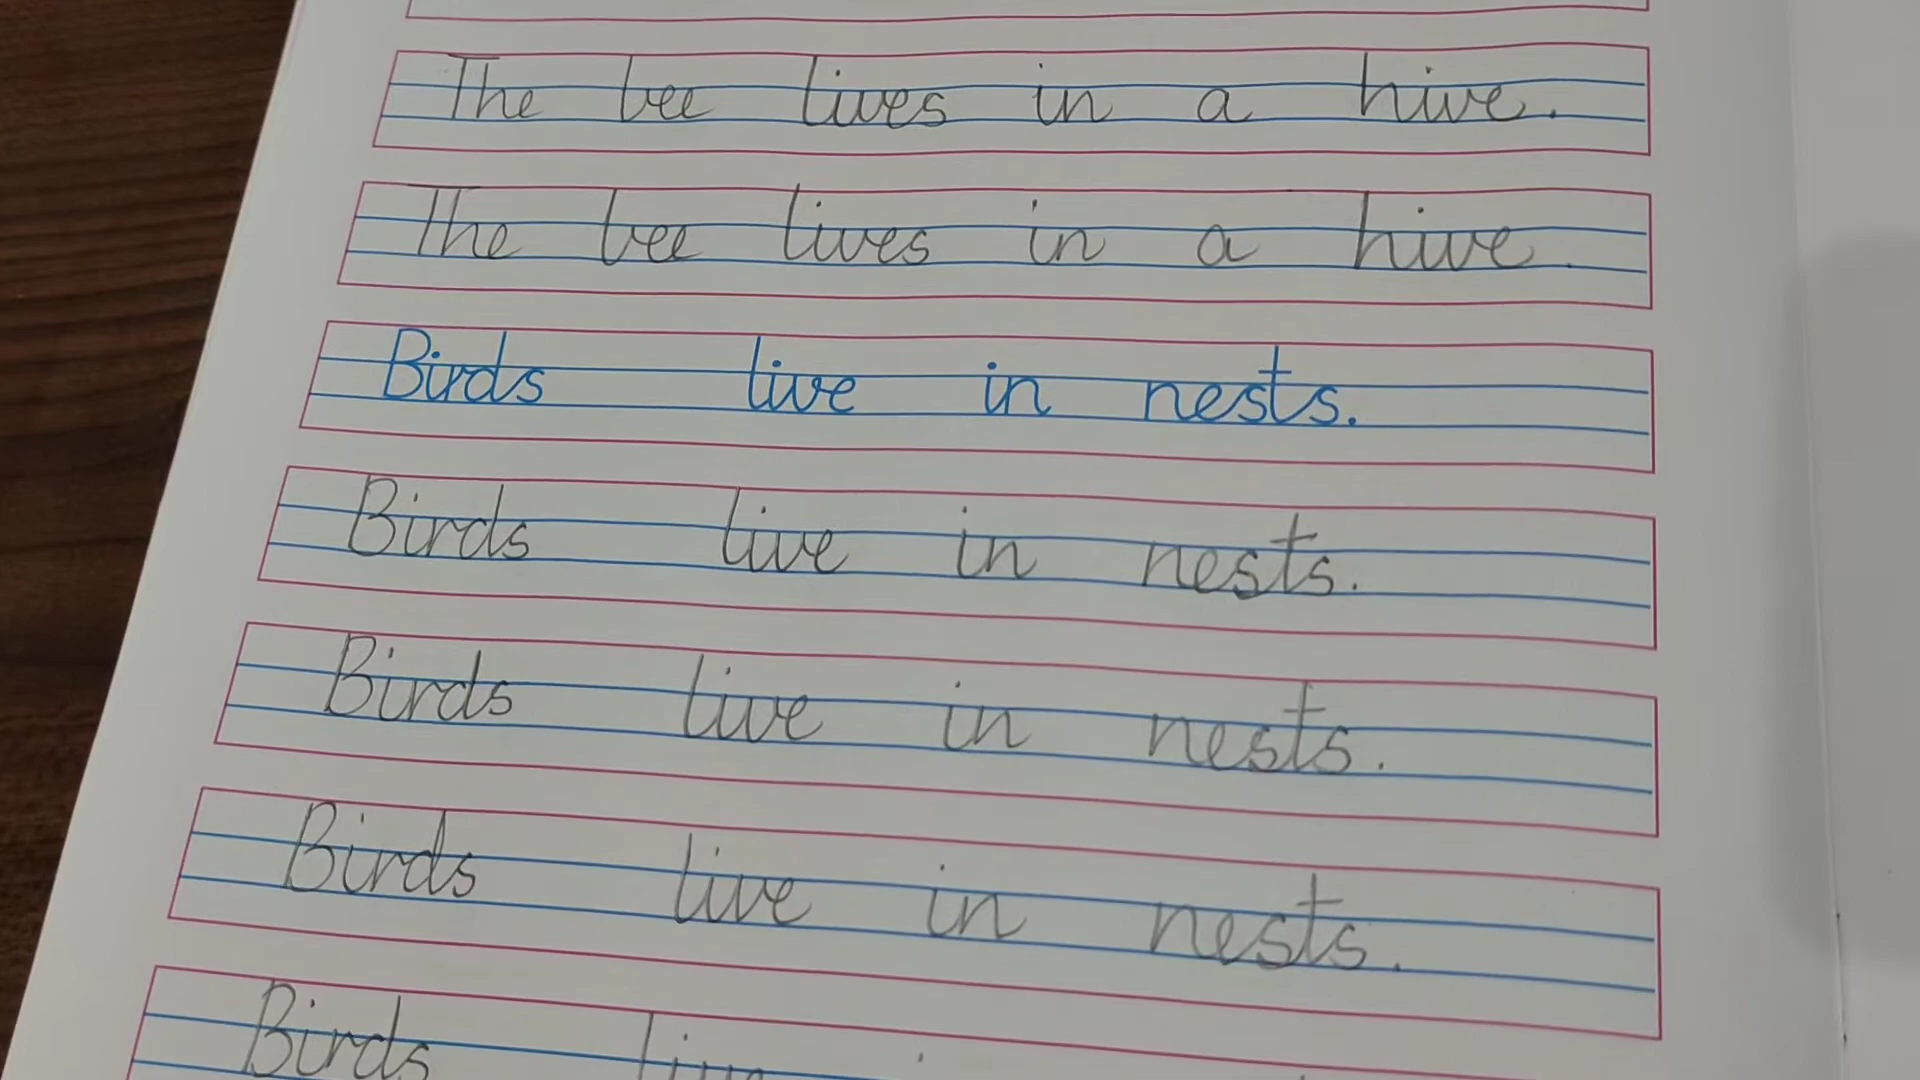 The bee lives in a hive.
The bee lives in a hive.
Birds live in nests.
Birds live in nests.
Birds live in nests.
Birds live in nests.
Birds